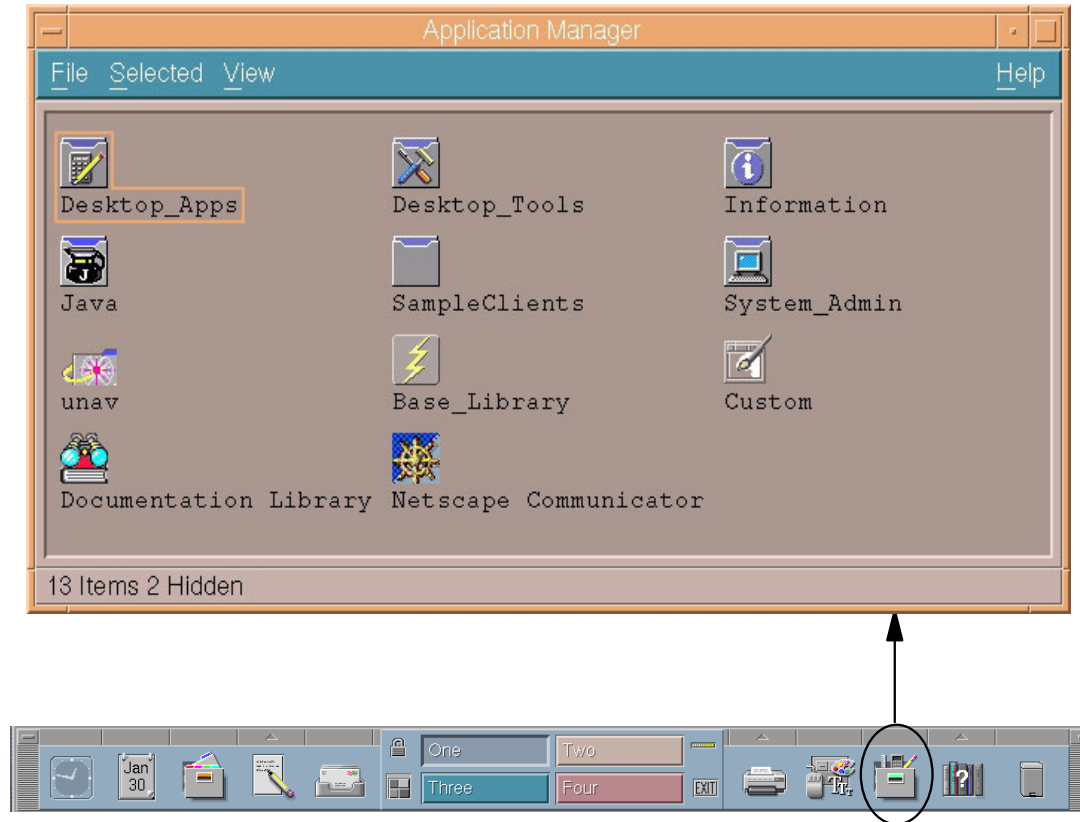 Application Manager
File Selected View Help
Desktop_Apps Desktop_Tools Information
Java SampleClients System_Admin
unav Base_Library Custom
Documentation Library Netscape Communicator
13 Items 2 Hidden
One Two
Jan
30
Three Four EXIT